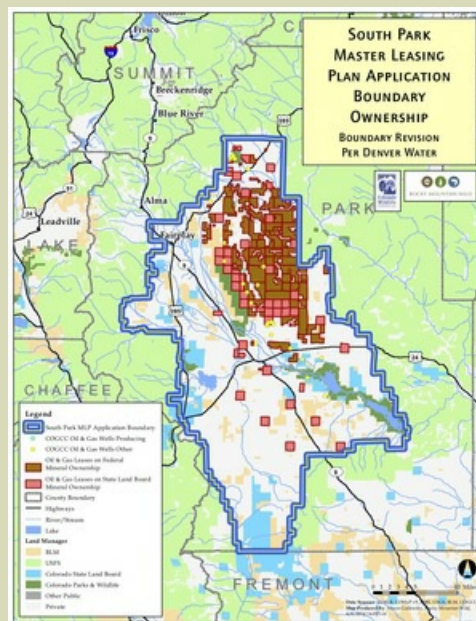 SOUTH PARK
MASTER LEASING
PLAN APPLICATION
BOUNDARY
OWNERSHIP
BOUNDARY REVISION
PER DENVER WATER
Frisco
SUMMIT
Breckenridge
Blue River
PARK
Leadville
LAKE
Alma
Fairplay
285
24
9
CHAFFEE
FREMONT
Legend
South Park MLP Application Boundary
COGCC Oil & Gas Wells Producing
COGCC Oil & Gas Wells Other
Oil & Gas Leases on Federal
Mineral Ownership
Oil & Gas Leases on State Land Board
Mineral Ownership
County Boundary
Highways
River/Stream
Lake
Land Manager
BLM
USFS
Colorado State Land Board
Colorado Parks & Wildlife
Other Public
Private